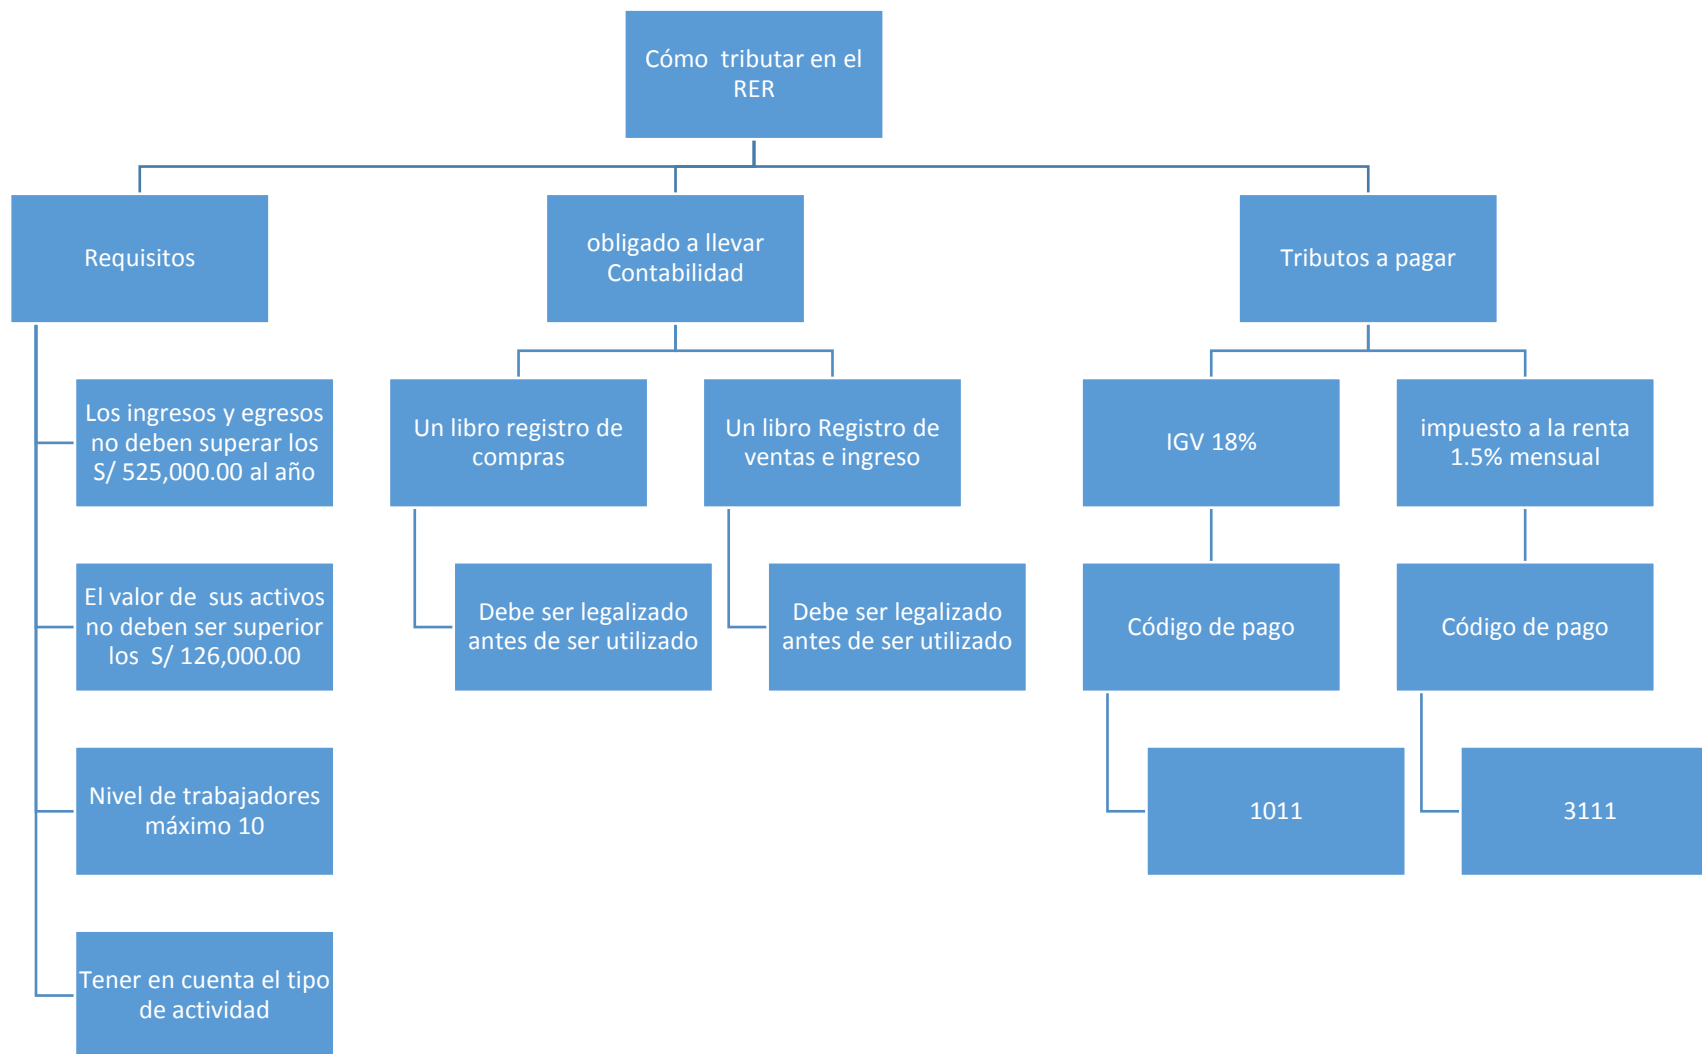 Cómo tributar en el
RER
Requisitos
obligado a llevar
Contabilidad
Tributos a pagar
Los ingresos y egresos
no deben superar los
S/ 525,000.00 al año
Un libro registro de
compras
Un libro Registro de
ventas e ingreso
IGV 18%
impuesto a la renta
1.5% mensual
El valor de sus activos
no deben ser superior
los S/ 126,000.00
Debe ser legalizado
antes de ser utilizado
Debe ser legalizado
antes de ser utilizado
Código de pago
Código de pago
Nivel de trabajadores
máximo 10
1011
3111
Tener en cuenta el tipo
de actividad